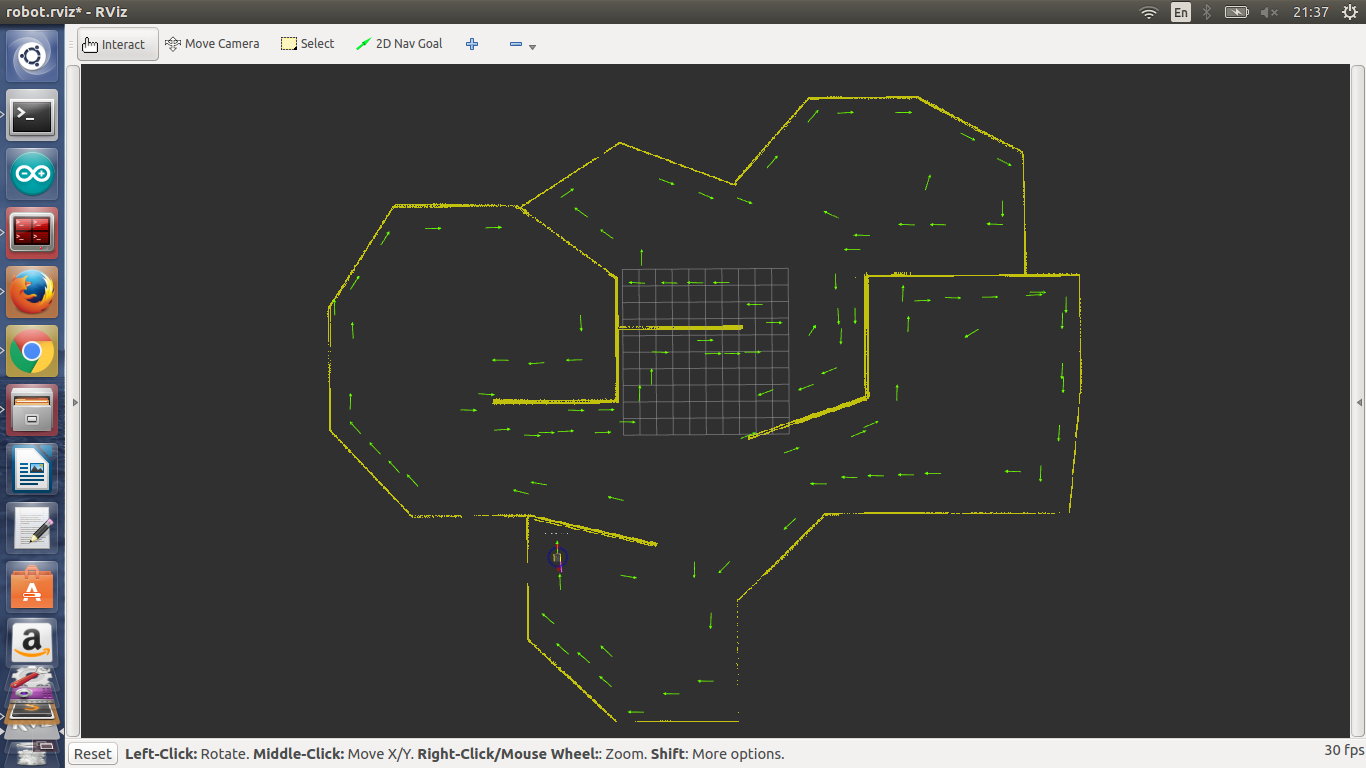 robot.rviz* - RViz
En
21:37
Interact
Move Camera
Select
2D Nav Goal
Reset
Left-Click: Rotate. Middle-Click: Move X/Y. Right-Click/Mouse Wheel:: Zoom. Shift: More options.
30 fps